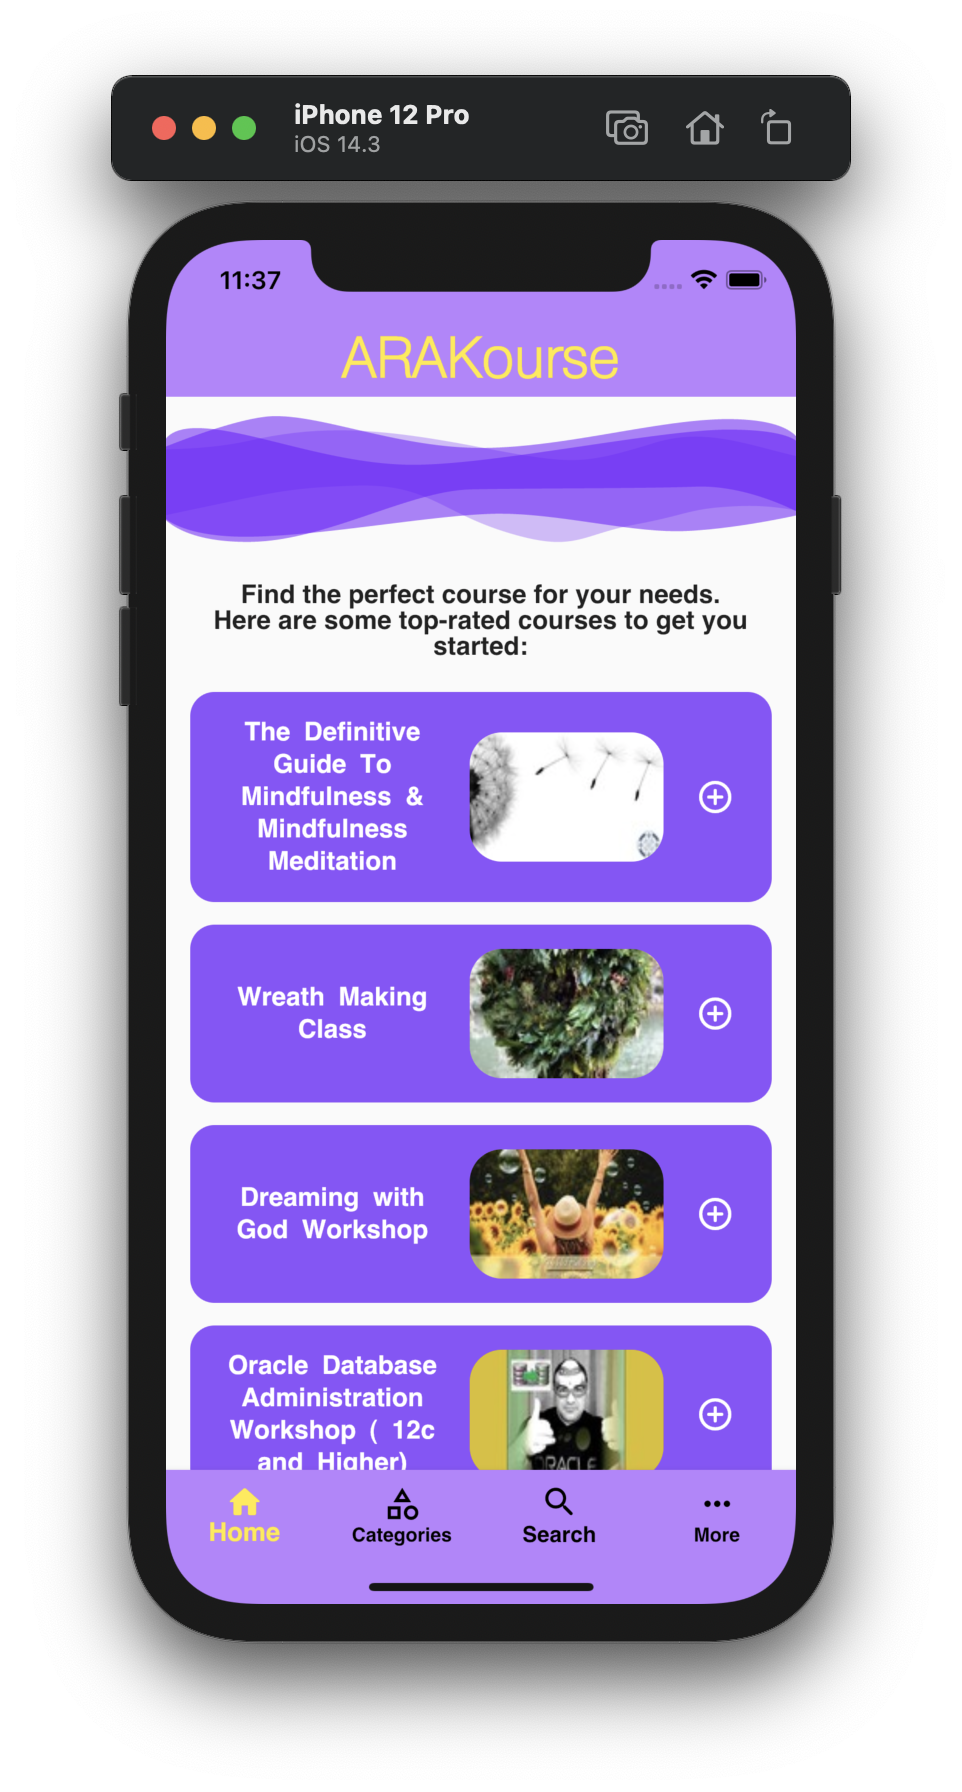 iPhone 12 Pro
iOS 14.3
11:37
ARAKourse
Find the perfect course for your needs.
Here are some top-rated courses to get you
started:
The Definitive
Guide To
Mindfulness &
Mindfulness
Meditation
Wreath Making
Class
Dreaming with
God Workshop
Oracle Database
Administration
Workshop ( 12c
and Higher)
ORACLE
Home
Categories
Search
More